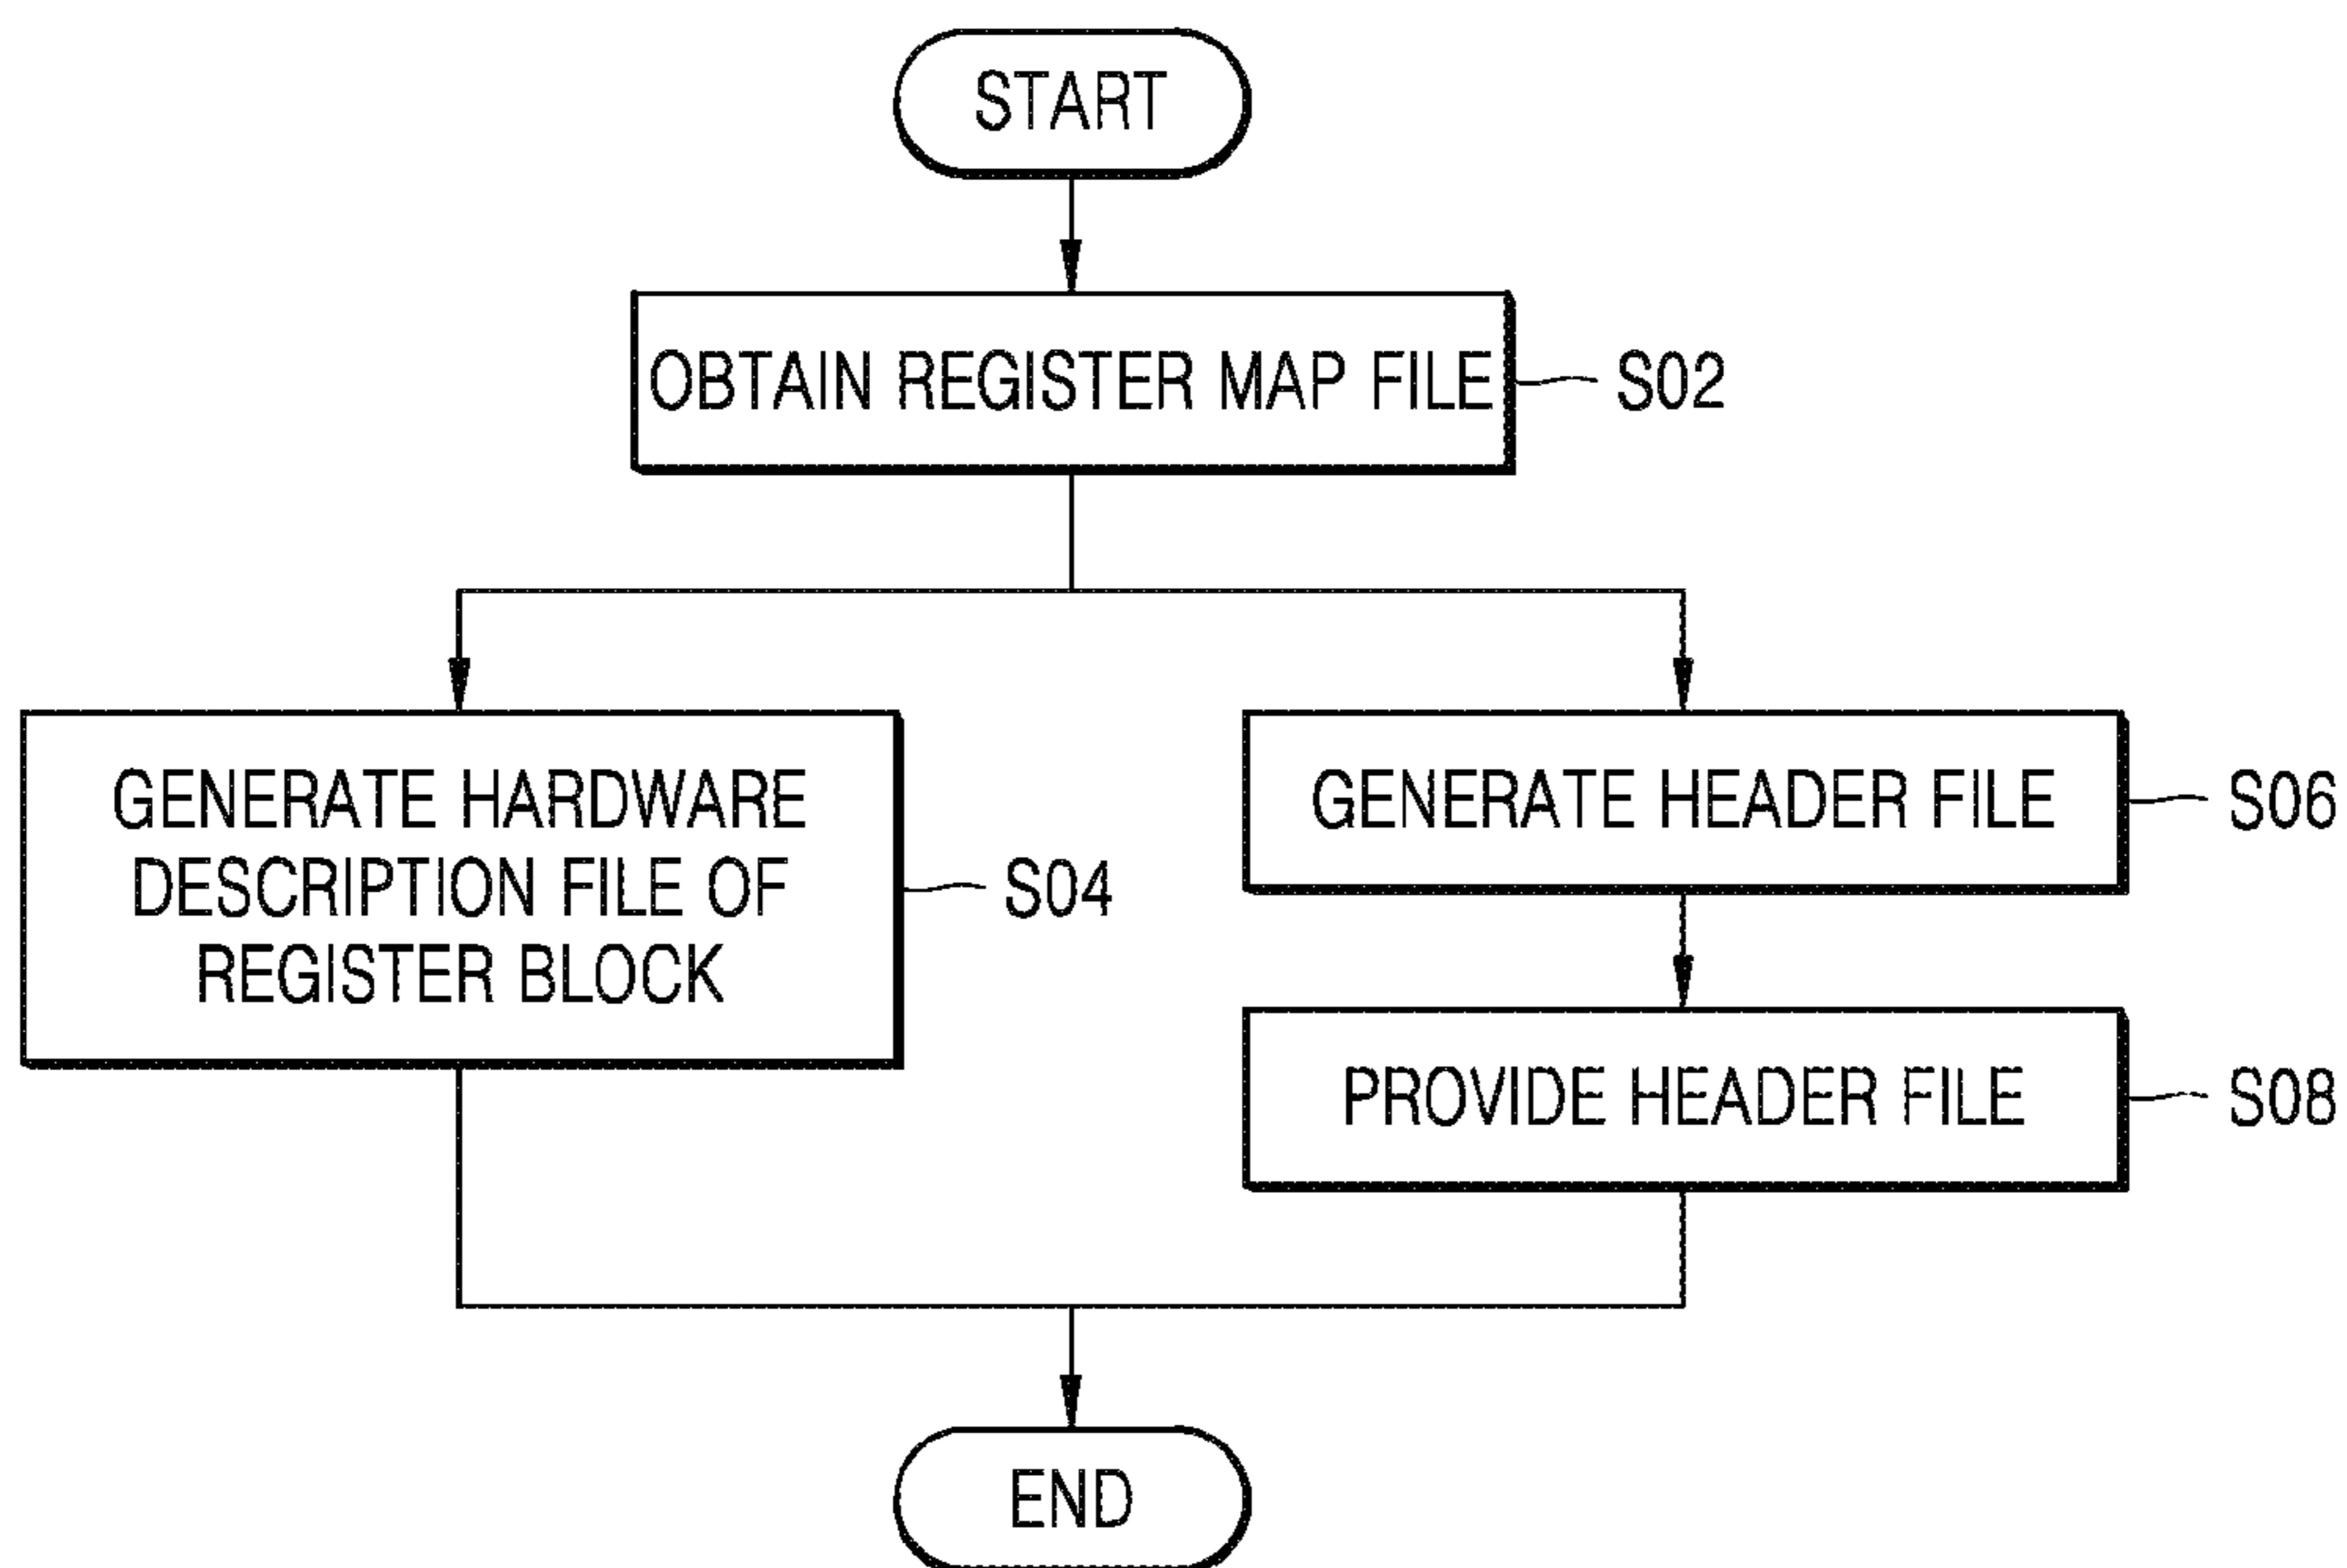 START
OBTAIN REGISTER MAP FILE
S02
GENERATE HARDWARE
DESCRIPTION FILE OF
REGISTER BLOCK
S04
GENERATE HEADER FILE
S06
PROVIDE HEADER FILE
S08
END